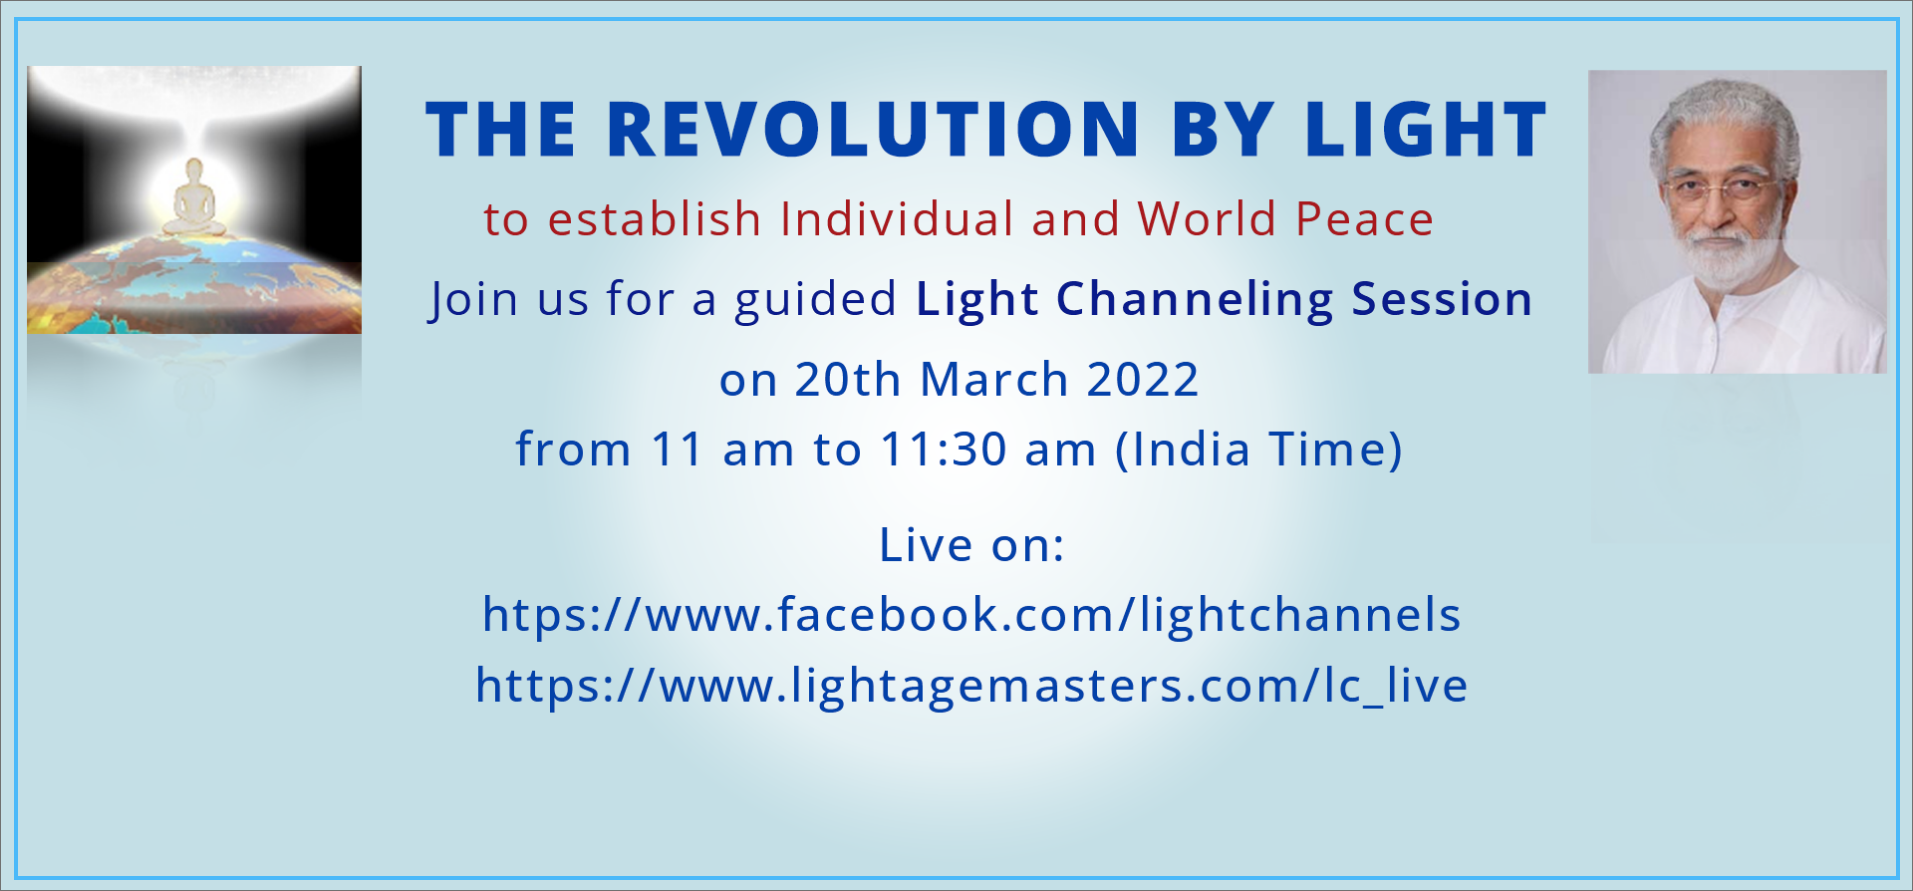 THE REVOLUTION BY LIGHT
to establish Individual and World Peace
Join us for a guided Light Channeling Session
on 20th March 2022
from 11 am to 11:30 am (India Time)
Live on:
htps://www.facebook.com/lightchannels
https://www.lightagemasters.com/lc_live